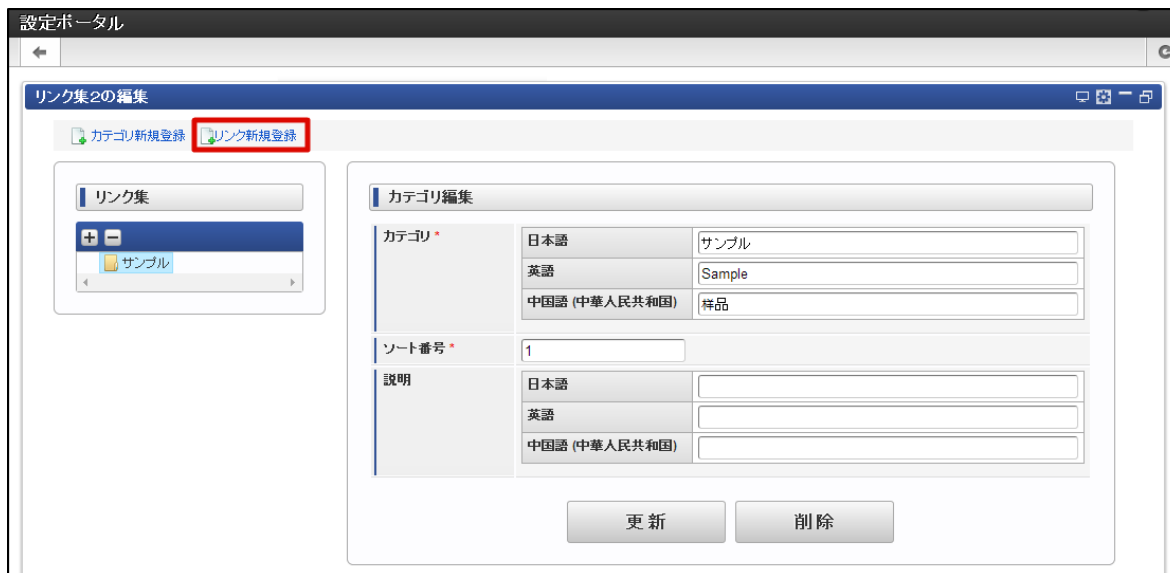 設定ポータル
リンク集2の編集
カテゴリ新規登録 リンク新規登録
リンク集
サンプル
カテゴリ編集
カテゴリ *
日本語 サンプル
英語 Sample
中国語 (中華人民共和国) 样品
ソート番号 * 1
説明
日本語
英語
中国語 (中華人民共和国)
更新 削除